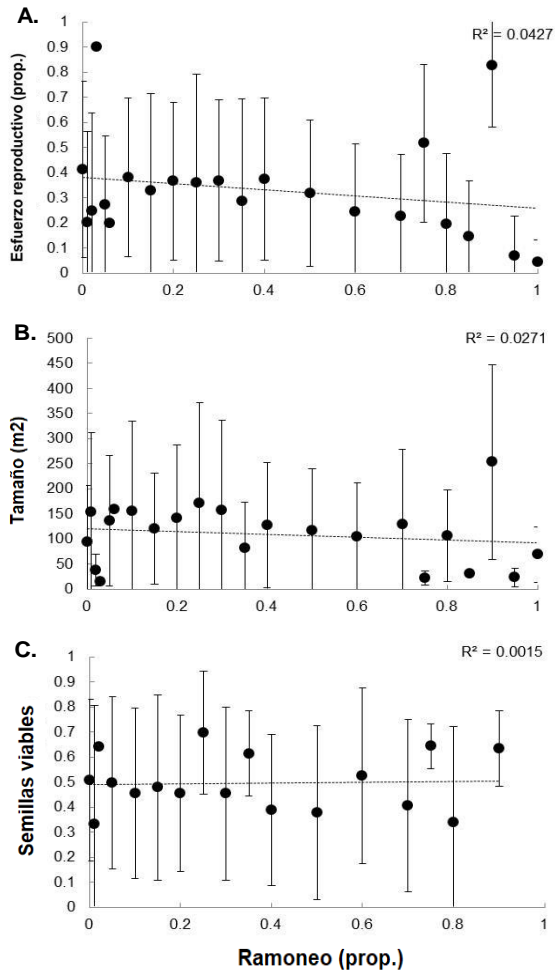 A.
R² = 0.0427
Esfuerzo reproductivo (prop.)
1
0.9
0.8
0.7
0.6
0.5
0.4
0.3
0.2
0.1
0
0 0.2 0.4 0.6 0.8 1
B.
R² = 0.0271
Tamaño (m2)
500
450
400
350
300
250
200
150
100
50
0
0 0.2 0.4 0.6 0.8 1
C.
R² = 0.0015
Semillas viables
1
0.9
0.8
0.7
0.6
0.5
0.4
0.3
0.2
0.1
0
0 0.2 0.4 0.6 0.8
Ramoneo (prop.)